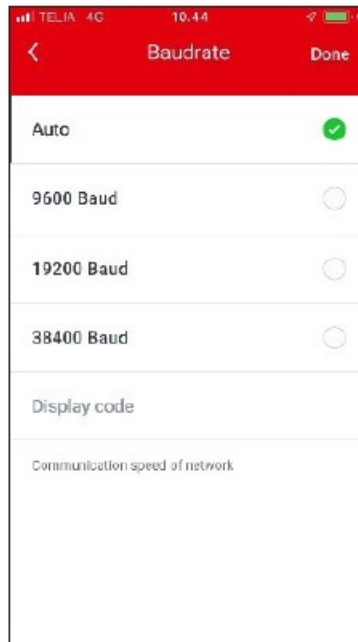 TELIA 4G 10.44
Baudrate Done
Auto
9600 Baud
19200 Baud
38400 Baud
Display code
Communication speed of network